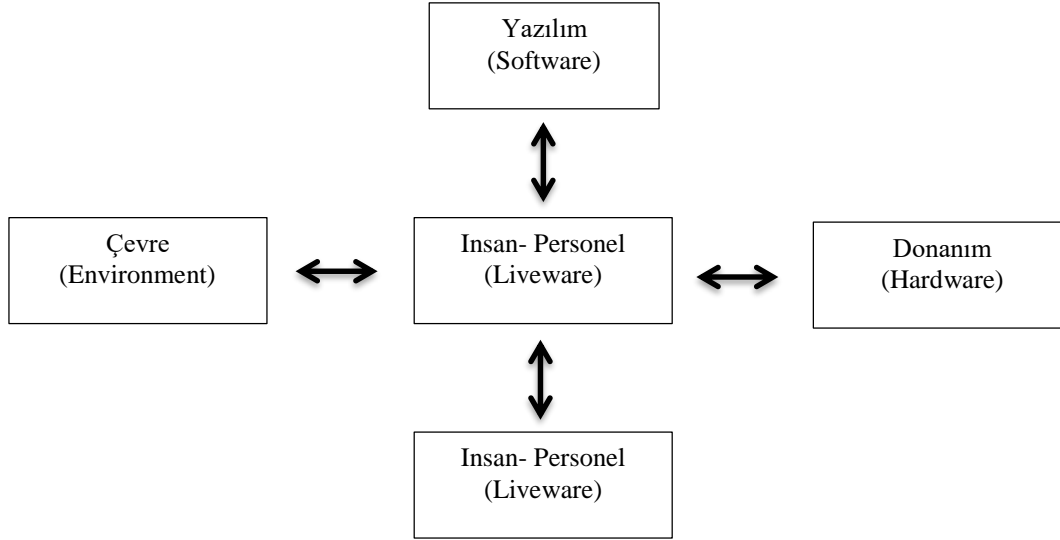 Yazılım
(Software)
Çevre
(Environment)
Insan- Personel
(Liveware)
Donanım
(Hardware)
Insan- Personel
(Liveware)